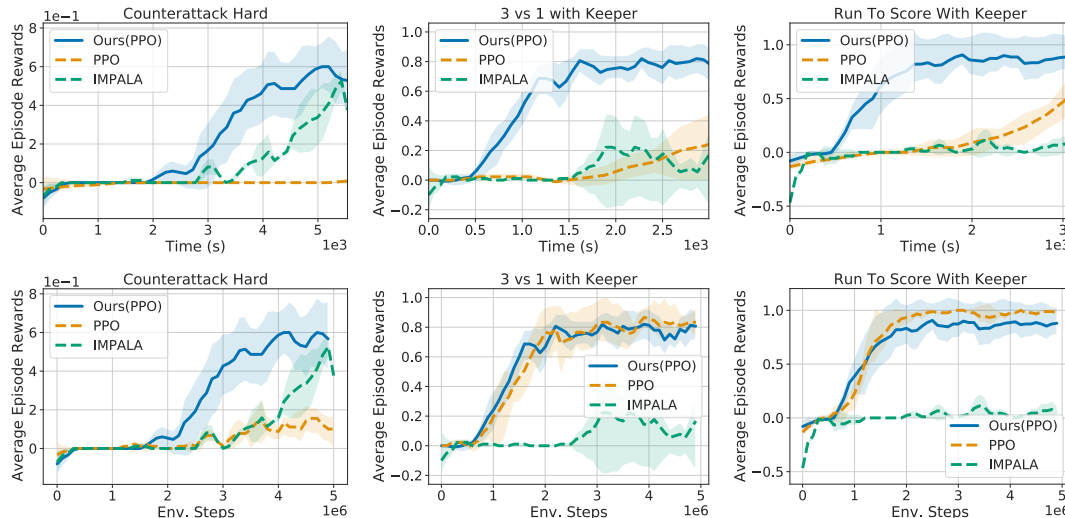 Counterattack Hard
1e−1
Average Episode Rewards
8
6
4
2
0
Ours(PPO)
PPO
IMPALA
0 1 2 3 4 5
Time (s)
1e3
3 vs 1 with Keeper
Average Episode Rewards
1.0
0.8
0.6
0.4
0.2
0.0
−0.2
Ours(PPO)
PPO
IMPALA
0.0 0.5 1.0 1.5 2.0 2.5
Time (s)
1e3
Run To Score With Keeper
Average Episode Rewards
1.0
0.5
0.0
−0.5
Ours(PPO)
PPO
IMPALA
0 1 2 3
Time (s)
1e3
Counterattack Hard
1e−1
Average Episode Rewards
8
6
4
2
0
Ours(PPO)
PPO
IMPALA
0 1 2 3 4 5
Env. Steps
1e6
3 vs 1 with Keeper
Average Episode Rewards
1.0
0.8
0.6
0.4
0.2
0.0
−0.2
Ours(PPO)
PPO
IMPALA
0 1 2 3 4 5
Env. Steps
1e6
Run To Score With Keeper
Average Episode Rewards
1.0
0.5
0.0
−0.5
Ours(PPO)
PPO
IMPALA
0 1 2 3 4 5
Env. Steps
1e6